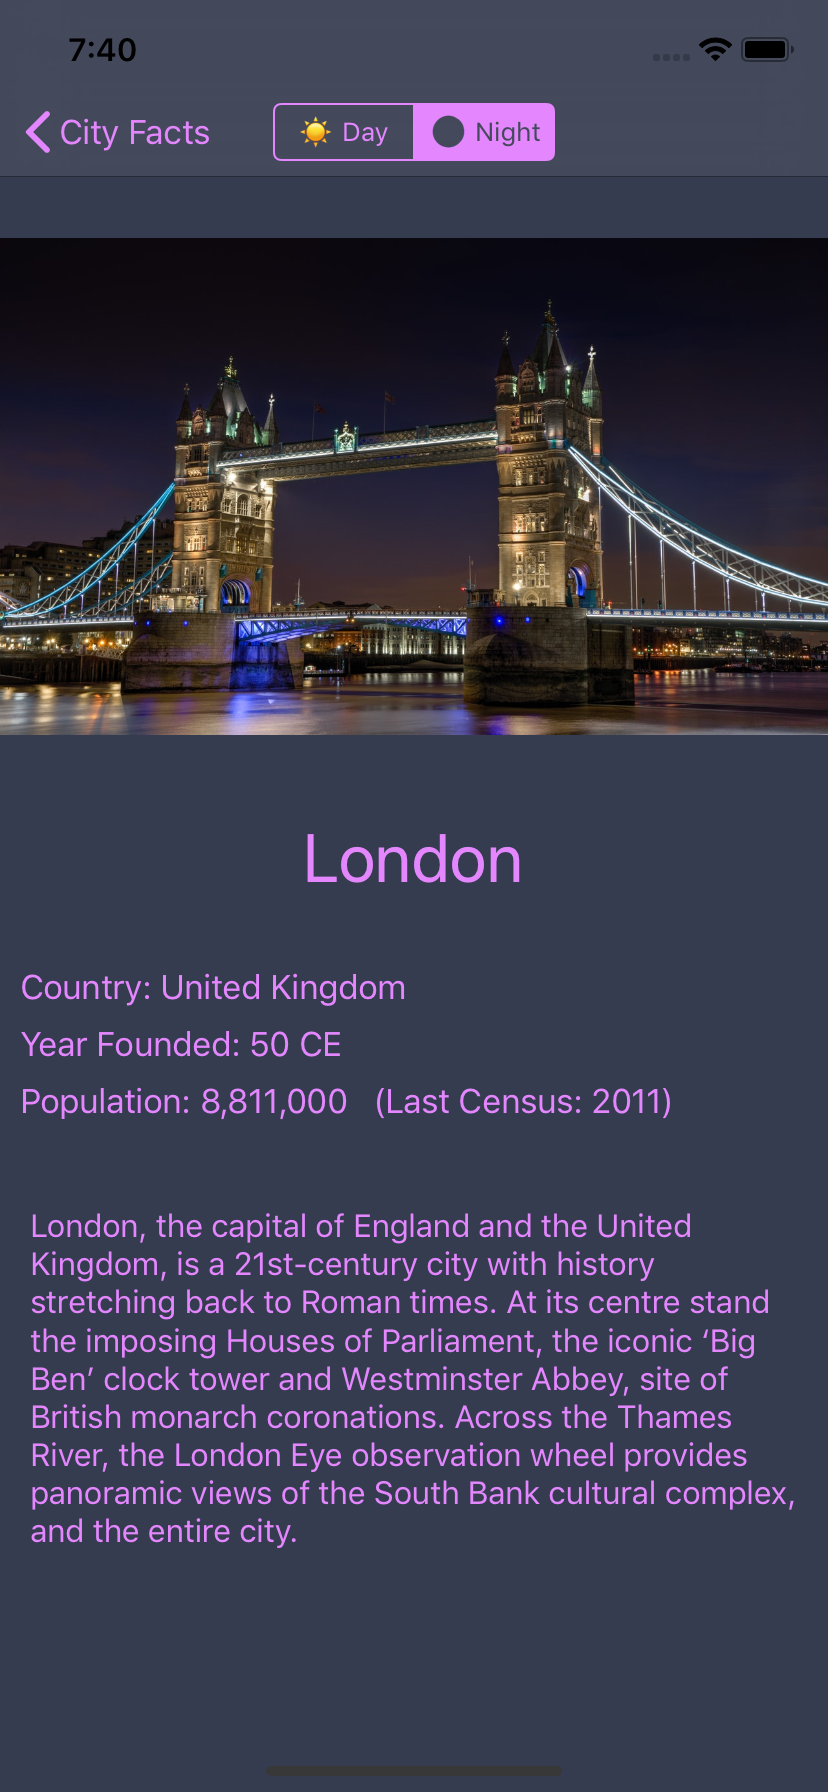 7:40
City Facts
Day
Night
London
Country: United Kingdom
Year Founded: 50 CE
Population: 8,811,000 (Last Census: 2011)
London, the capital of England and the United
Kingdom, is a 21st-century city with history
stretching back to Roman times. At its centre stand
the imposing Houses of Parliament, the iconic ‘Big
Ben’ clock tower and Westminster Abbey, site of
British monarch coronations. Across the Thames
River, the London Eye observation wheel provides
panoramic views of the South Bank cultural complex,
and the entire city.